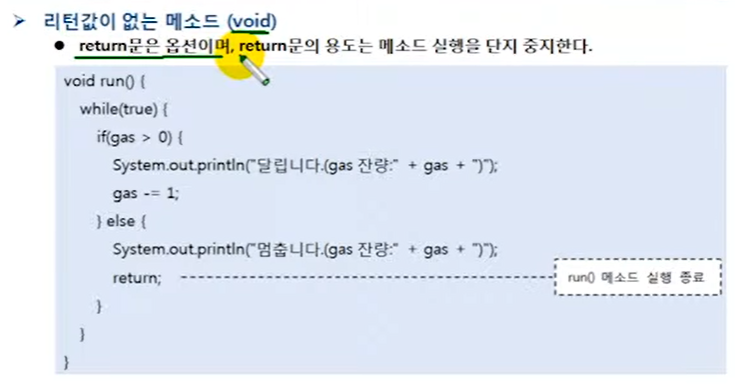 ➤ 리턴값이 없는 메소드 (void)
● return문은 옵션이며, return문의 용도는 메소드 실행을 단지 중지한다.
void run() {
while(true) {
if(gas > 0) {
System.out.println("달립니다.(gas 잔량:" + gas + ")");
gas -= 1;
} else {
System.out.println("멈춥니다.(gas 잔량:" + gas + ")");
return;
run() 메소드 실행 종료
}
}
}